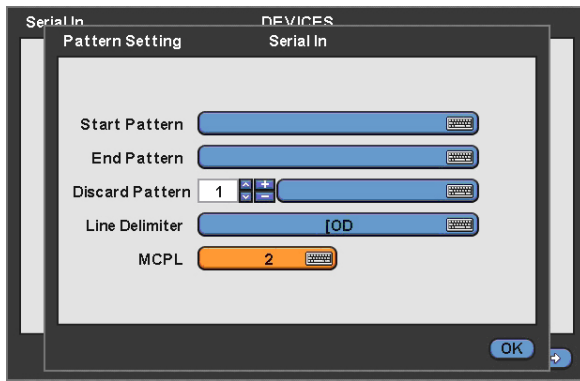 Serial In DEVICES
Pattern Setting Serial In
Start Pattern
End Pattern
Discard Pattern 1
Line Delimiter [OD
MCPL 2
OK